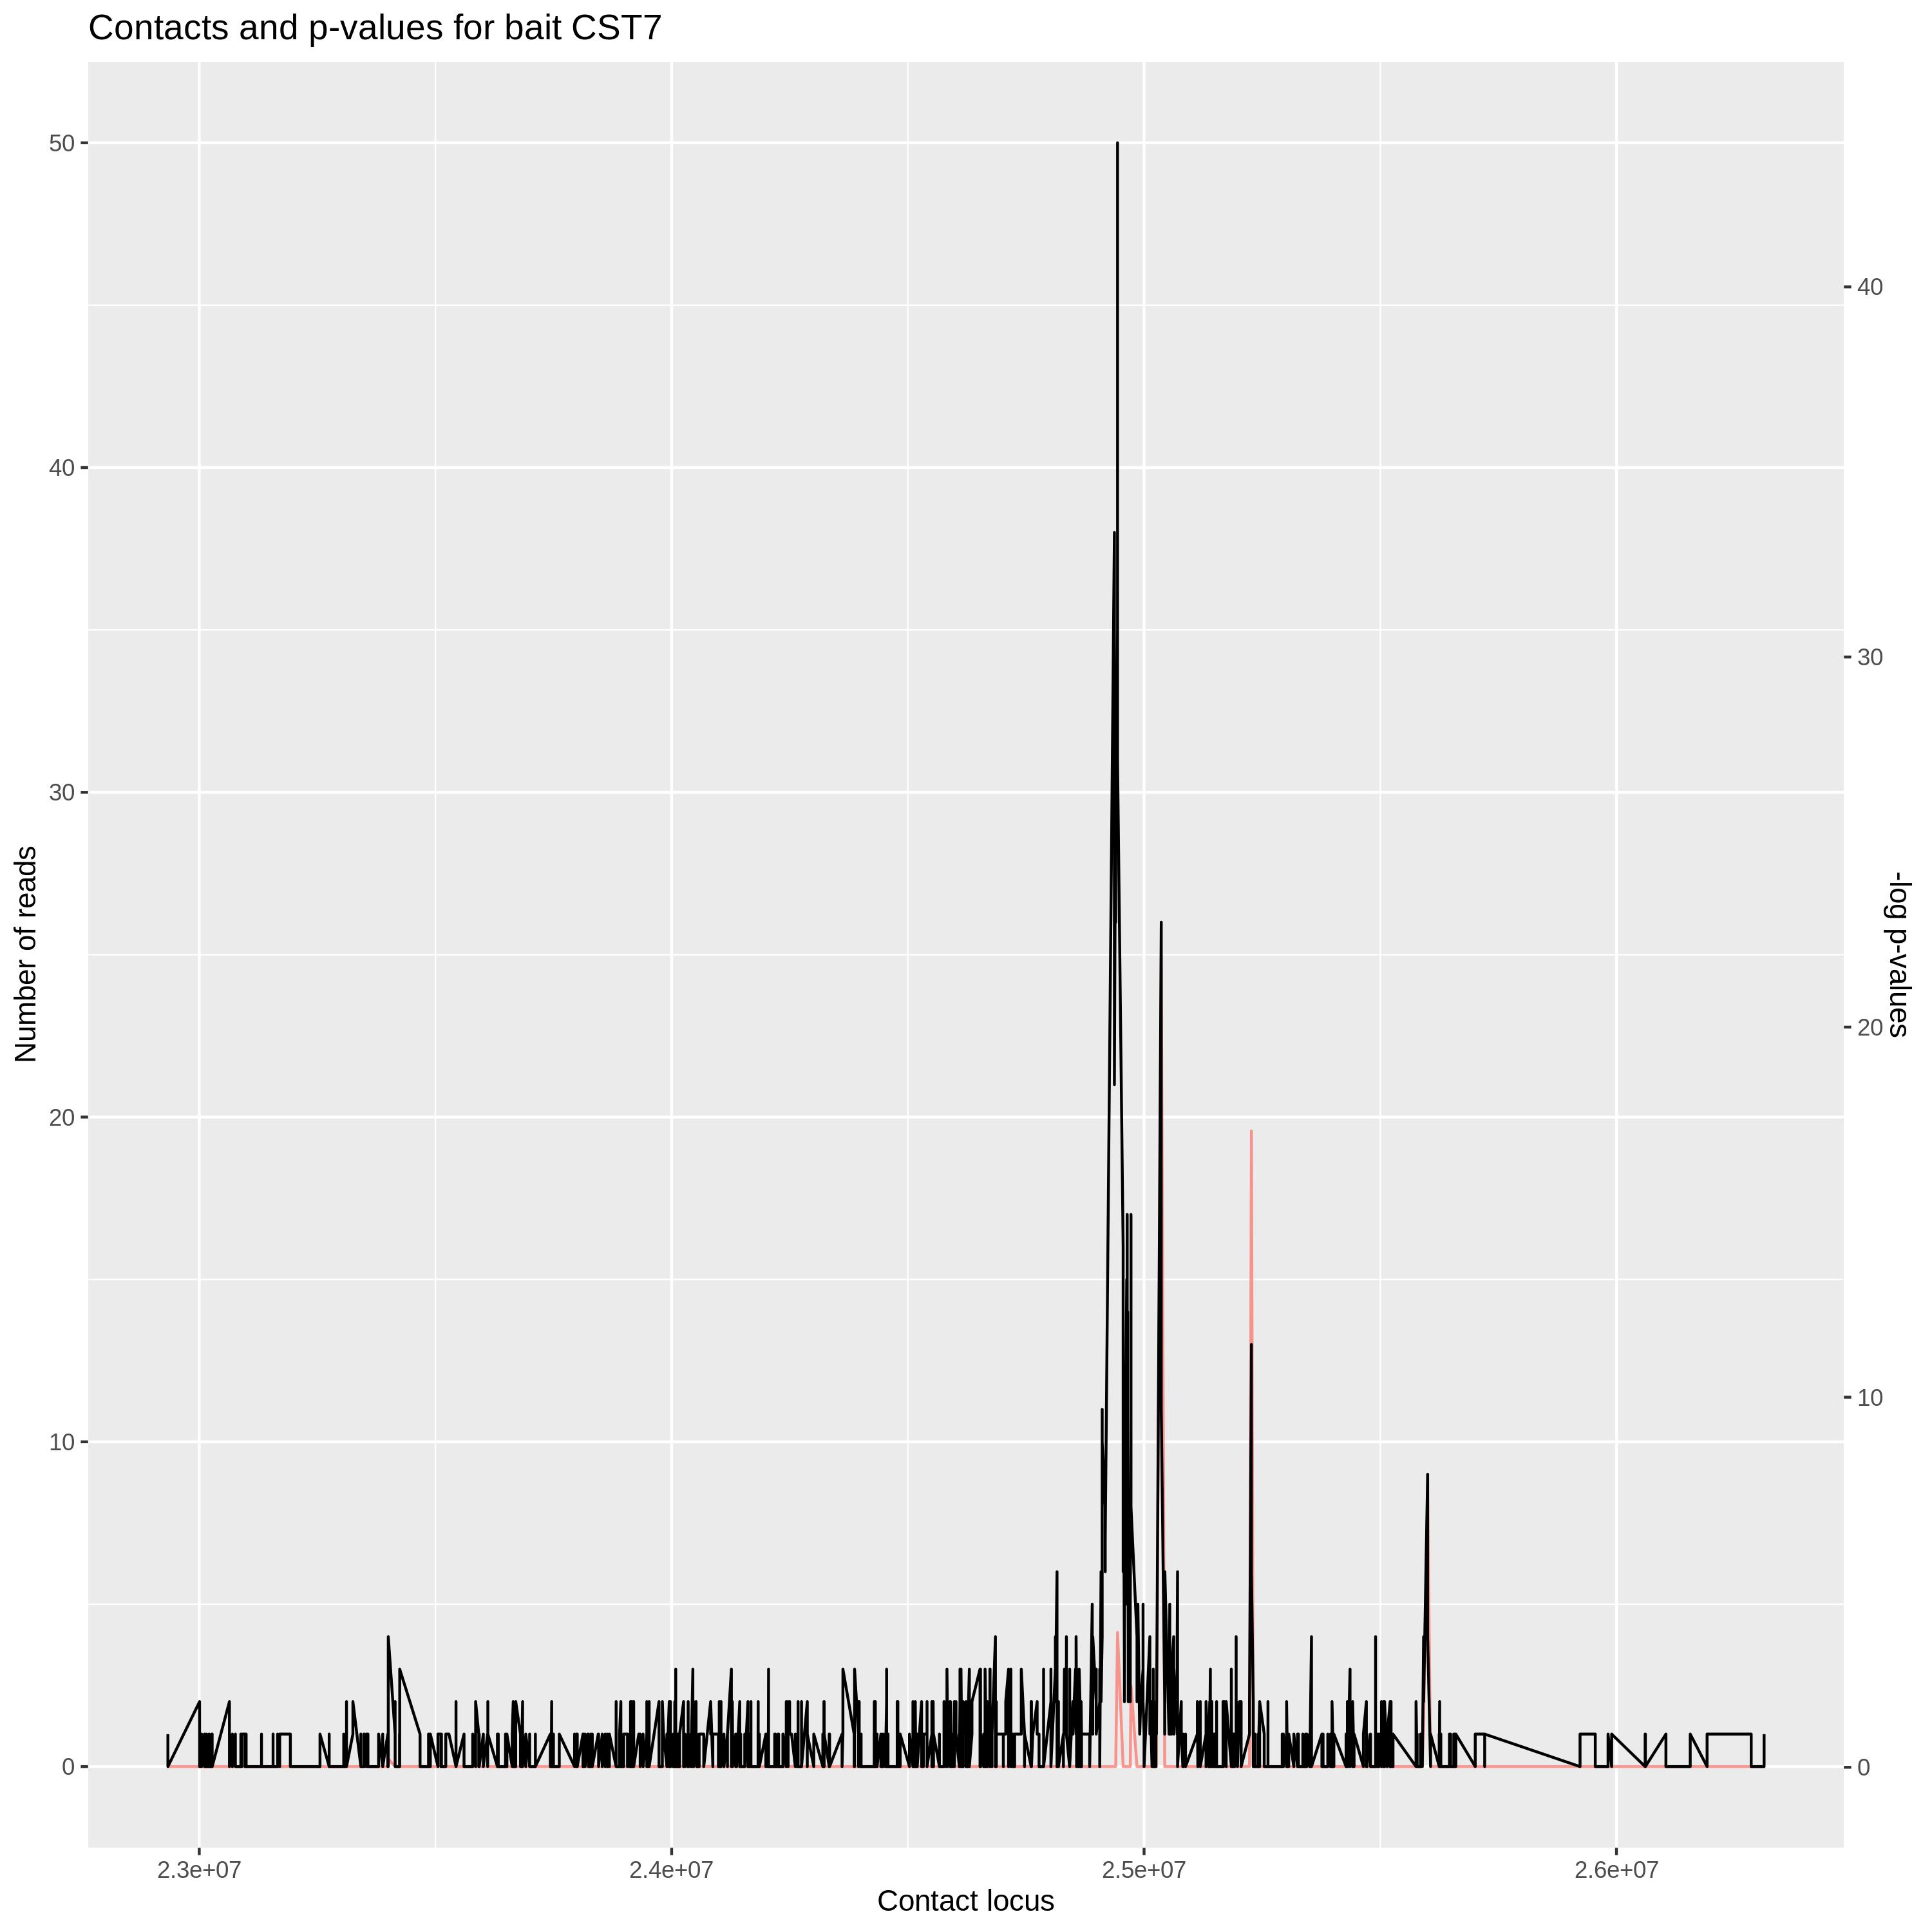 Contacts and p-values for bait CST7
50
40
30
20
10
0
Number of reads
40
30
20
10
0
-log p-values
2.3e+07
2.4e+07
2.5e+07
2.6e+07
Contact locus